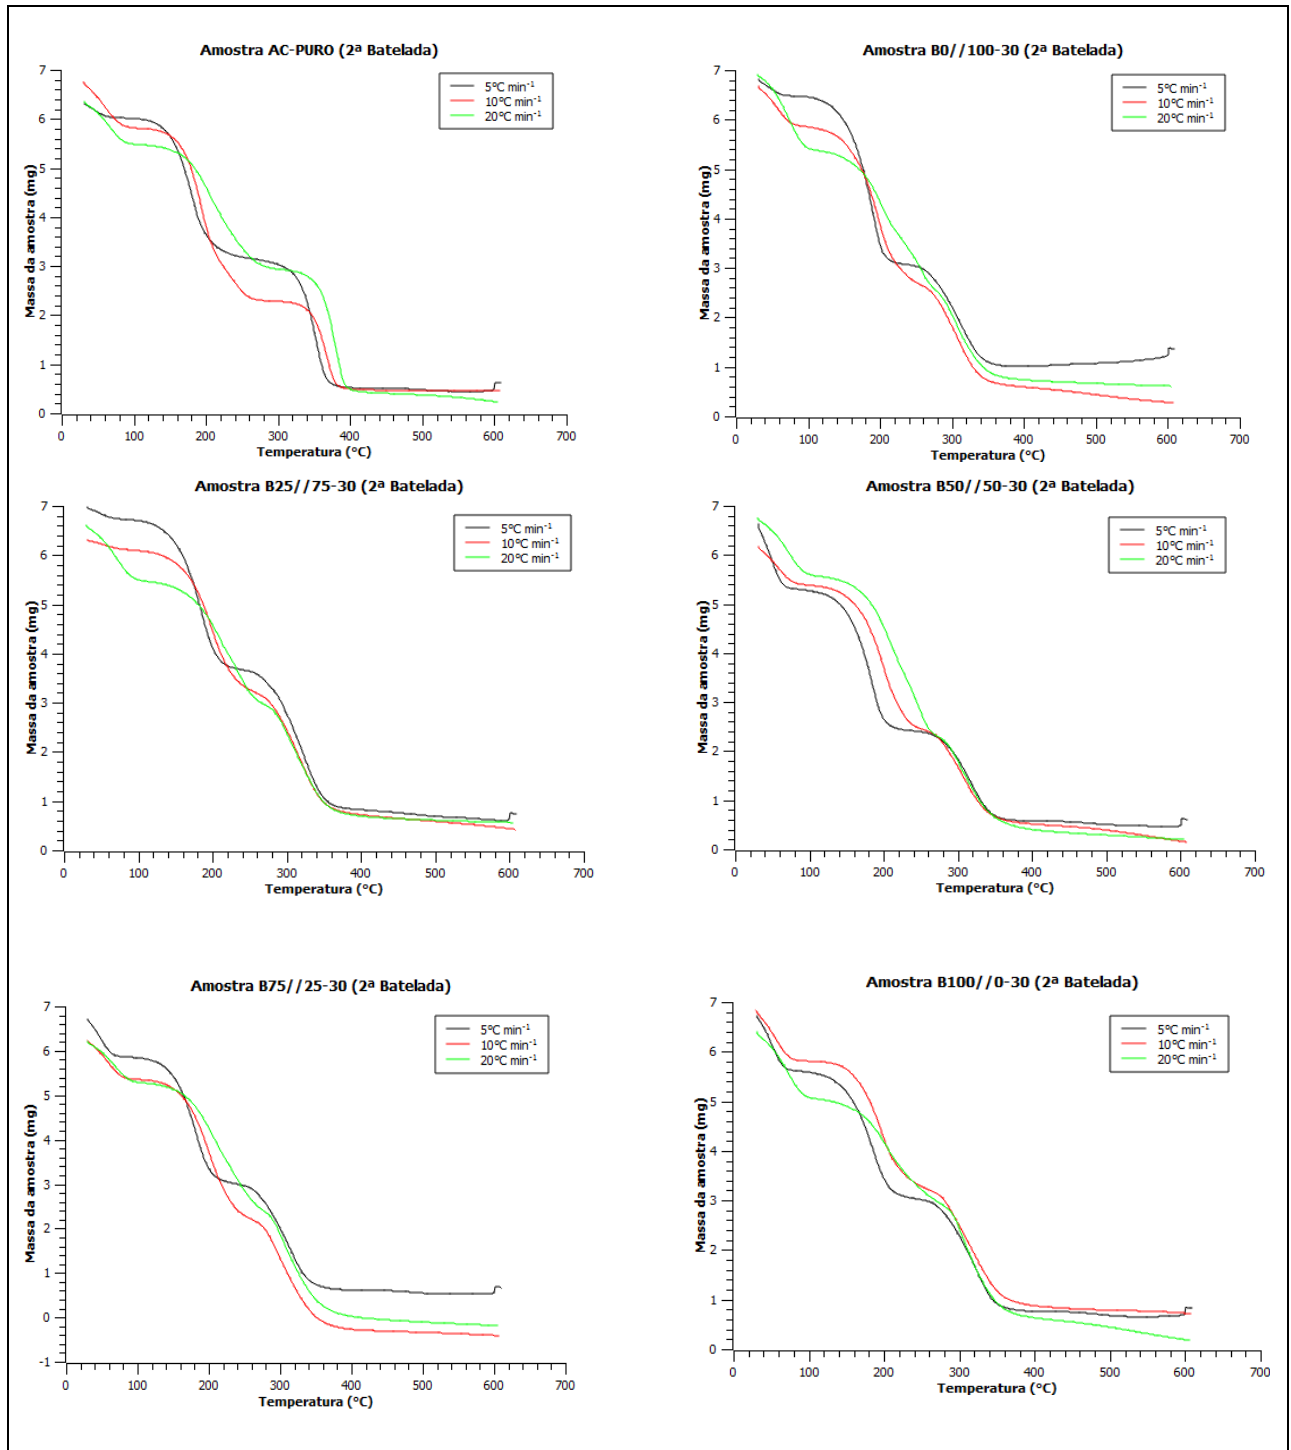 Amostra AC-PURO (2ª Batelada)
5°C min⁻¹
10°C min⁻¹
20°C min⁻¹
Massa da amostra (mg)
7
6
5
4
3
2
1
0
0 100 200 300 400 500 600 700
Temperatura (°C)
Amostra B0//100-30 (2ª Batelada)
5°C min⁻¹
10°C min⁻¹
20°C min⁻¹
Massa da amostra (mg)
7
6
5
4
3
2
1
0
0 100 200 300 400 500 600 700
Temperatura (°C)
Amostra B25//75-30 (2ª Batelada)
5°C min⁻¹
10°C min⁻¹
20°C min⁻¹
Massa da amostra (mg)
7
6
5
4
3
2
1
0
0 100 200 300 400 500 600 700
Temperatura (°C)
Amostra B50//50-30 (2ª Batelada)
5°C min⁻¹
10°C min⁻¹
20°C min⁻¹
Massa da amostra (mg)
7
6
5
4
3
2
1
0
0 100 200 300 400 500 600 700
Temperatura (°C)
Amostra B75//25-30 (2ª Batelada)
5°C min⁻¹
10°C min⁻¹
20°C min⁻¹
Massa da amostra (mg)
7
6
5
4
3
2
1
0
-1
0 100 200 300 400 500 600 700
Temperatura (°C)
Amostra B100//0-30 (2ª Batelada)
5°C min⁻¹
10°C min⁻¹
20°C min⁻¹
Massa da amostra (mg)
7
6
5
4
3
2
1
0
0 100 200 300 400 500 600 700
Temperatura (°C)